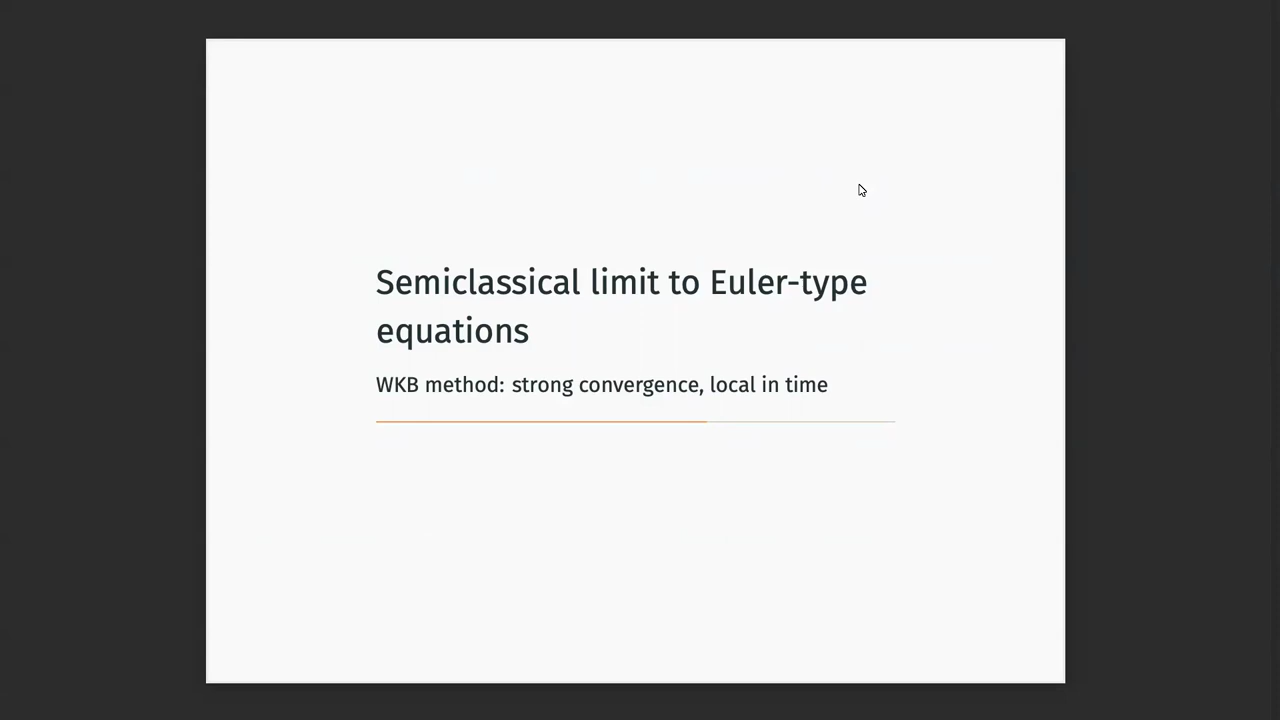 Semiclassical limit to Euler-type
equations
WKB method: strong convergence, local in time